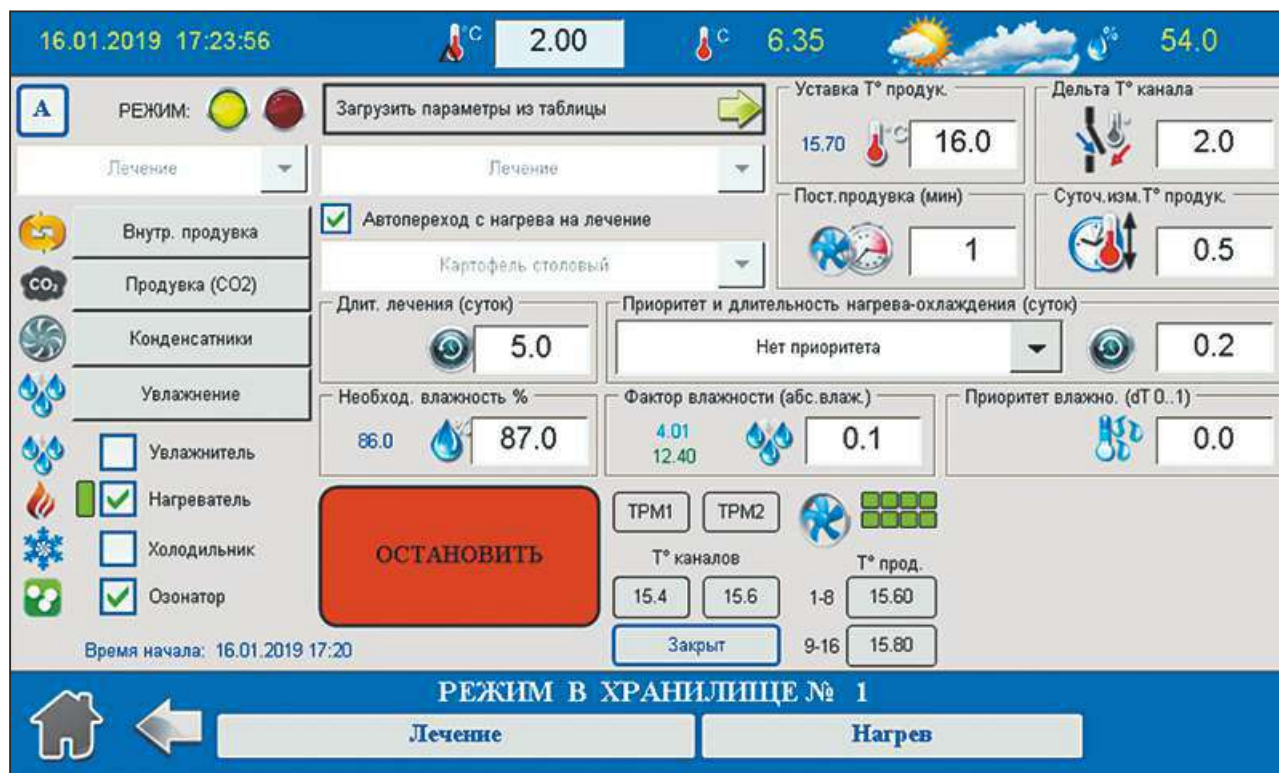 16.01.2019 17:23:56
°C 2.00
°C 6.35
% 54.0
A РЕЖИМ:
Загрузить параметры из таблицы
Уставка Т° продук.
15.70 °C 16.0
Дельта Т° канала
2.0
Лечение
Лечение
Пост.продувка (мин)
1
Суточ.изм.Т° продук.
0.5
Автопереход с нагрева на лечение
Картофель столовый
Внутр. продувка
CO₂ Продувка (CO2)
Конденсатники
Увлажнение
Длит. лечения (суток)
5.0
Приоритет и длительность нагрева-охлаждения (суток)
Нет приоритета 0.2
Необход. влажность %
86.0 87.0
Фактор влажности (абс.влаж.)
4.01
12.40
0.1
Приоритет влажно. (dT 0..1)
0.0
Увлажнитель
Нагреватель
Холодильник
Озонатор
ОСТАНОВИТЬ
ТРМ1 ТРМ2
Т° каналов
15.4 15.6
Закрыт
Т° прод.
1-8 15.60
9-16 15.80
Время начала: 16.01.2019 17:20
РЕЖИМ В ХРАНИЛИЩЕ № 1
Лечение Нагрев